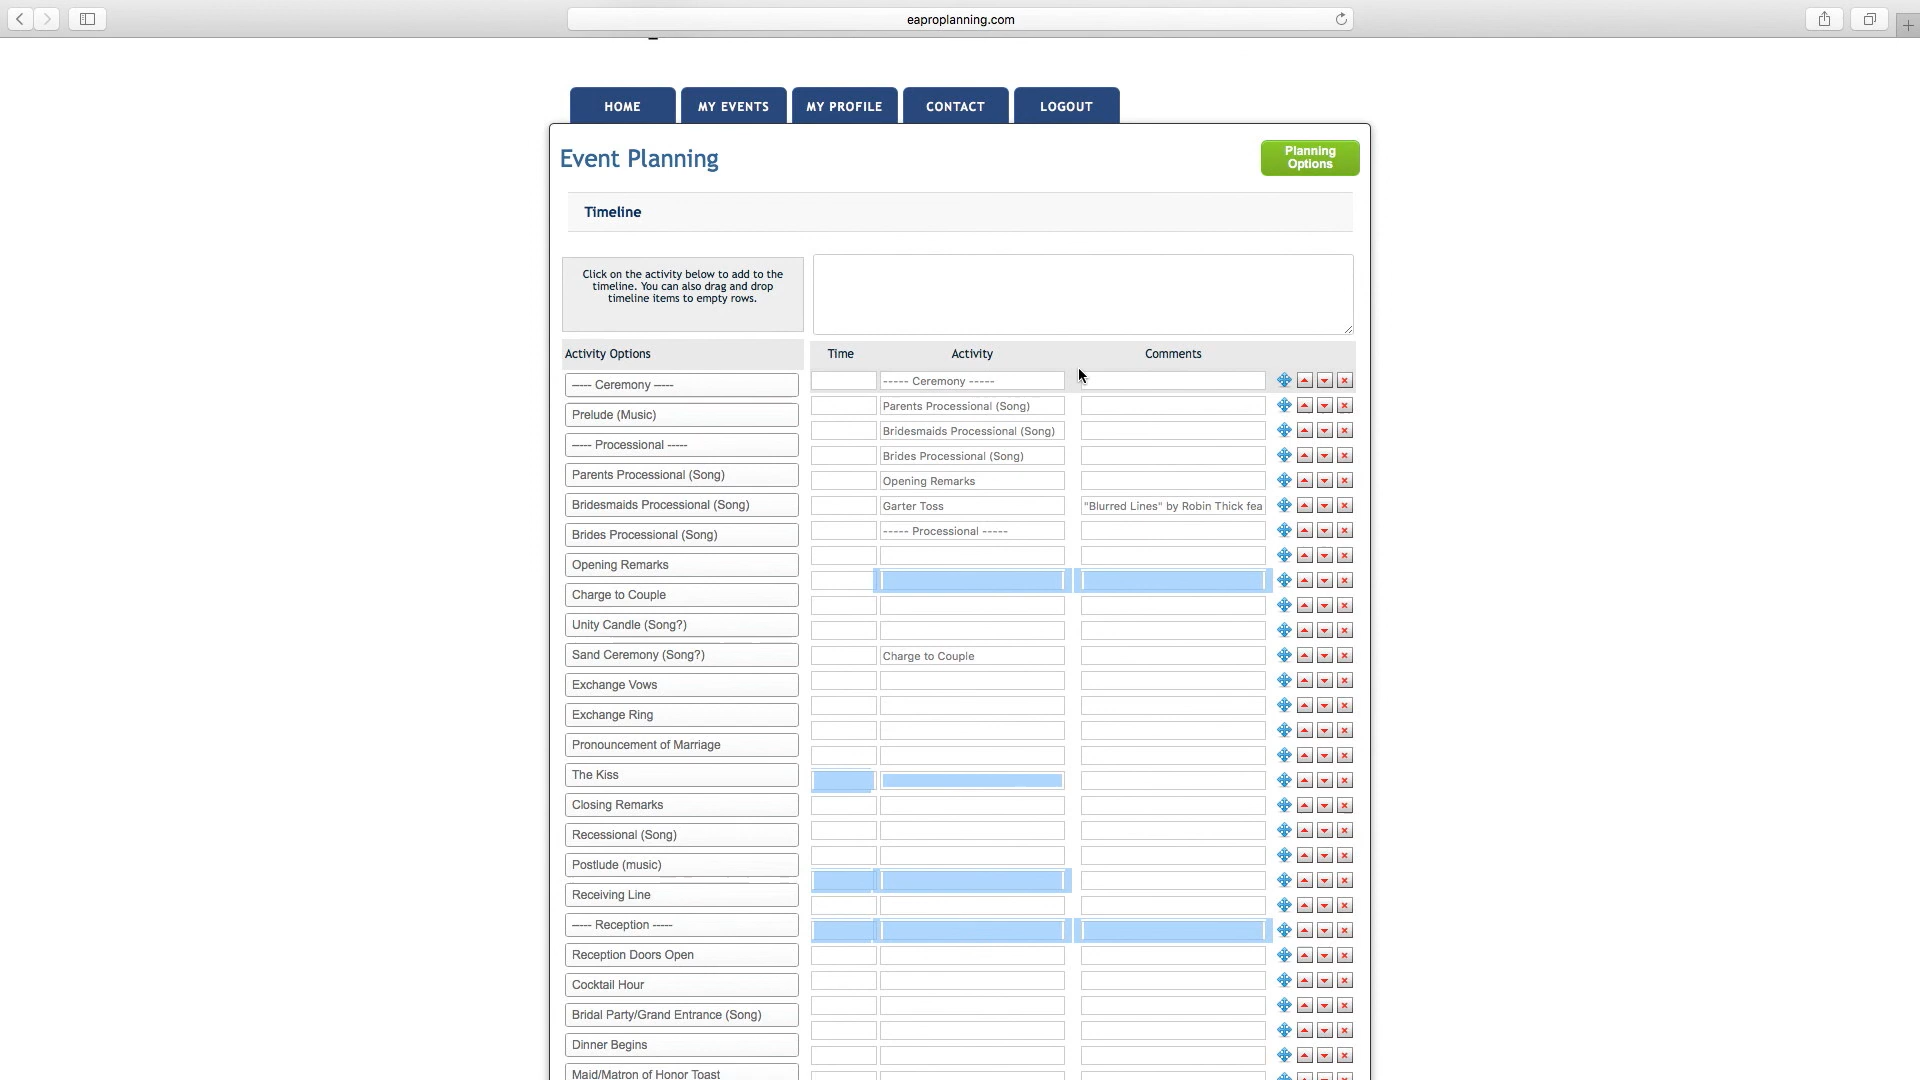 eaproplanning.com
HOME
MY EVENTS
MY PROFILE
CONTACT
LOGOUT
Event Planning
Planning
Options
Timeline
Click on the activity below to add to the
timeline. You can also drag and drop
timeline items to empty rows.
Activity Options
Time
Activity
Comments
---- Ceremony ----
Prelude (Music)
---- Processional -----
Parents Processional (Song)
Bridesmaids Processional (Song)
Brides Processional (Song)
Opening Remarks
Charge to Couple
Unity Candle (Song?)
Sand Ceremony (Song?)
Exchange Vows
Exchange Ring
Pronouncement of Marriage
The Kiss
Closing Remarks
Recessional (Song)
Postlude (music)
Receiving Line
---- Reception -----
Reception Doors Open
Cocktail Hour
Bridal Party/Grand Entrance (Song)
Dinner Begins
Maid/Matron of Honor Toast
----- Ceremony -----
Parents Processional (Song)
Bridesmaids Processional (Song)
Brides Processional (Song)
Opening Remarks
Garter Toss
"Blurred Lines" by Robin Thick fea
----- Processional -----
Charge to Couple